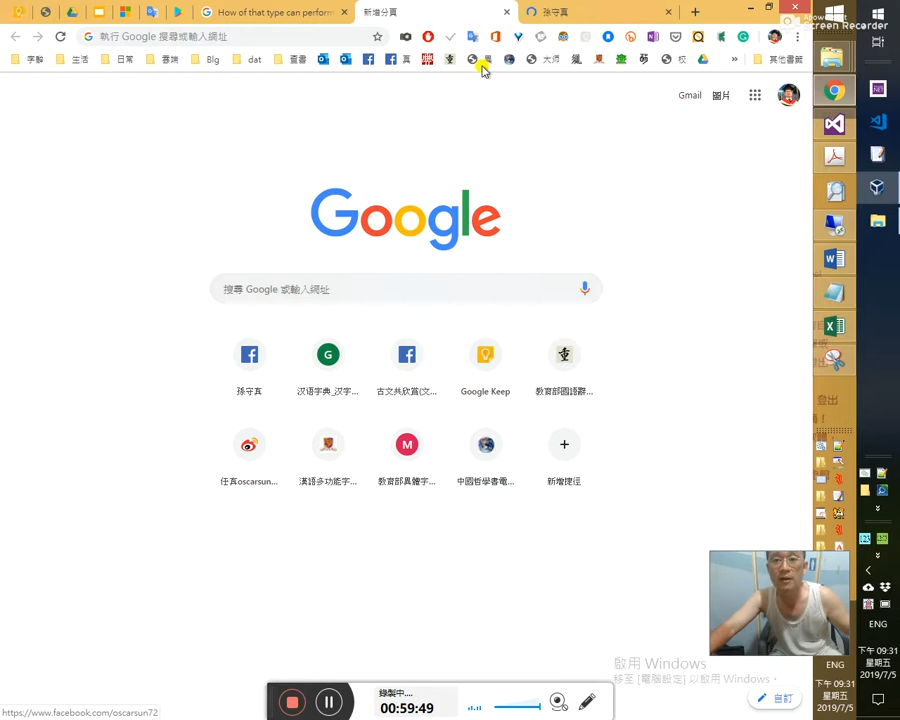 How of that type can perform
新增分頁
孫守真
Screen Recorder
執行 Google 搜尋或輸入網址
字驗
生活
日常
雲端
Blg
dat
圖書
真
大师
校
其他書籤
Gmail
圖片
Google
搜尋 Google 或輸入網址
孫守真
汉语字典_汉字...
古文共欣賞(文...
Google Keep
教育部國語辭...
任真oscarsun...
漢語多功能字...
教育部異體字...
中國哲學書電...
新增捷徑
登出
啟用 Windows
移至 [電腦設定] 以啟用 Windows。
自訂
https://www.facebook.com/oscarsun72
錄製中....
00:59:49
ENG
下午 09:31
星期五
2019/7/5
ENG
下午 09:31
星期五
2019/7/5